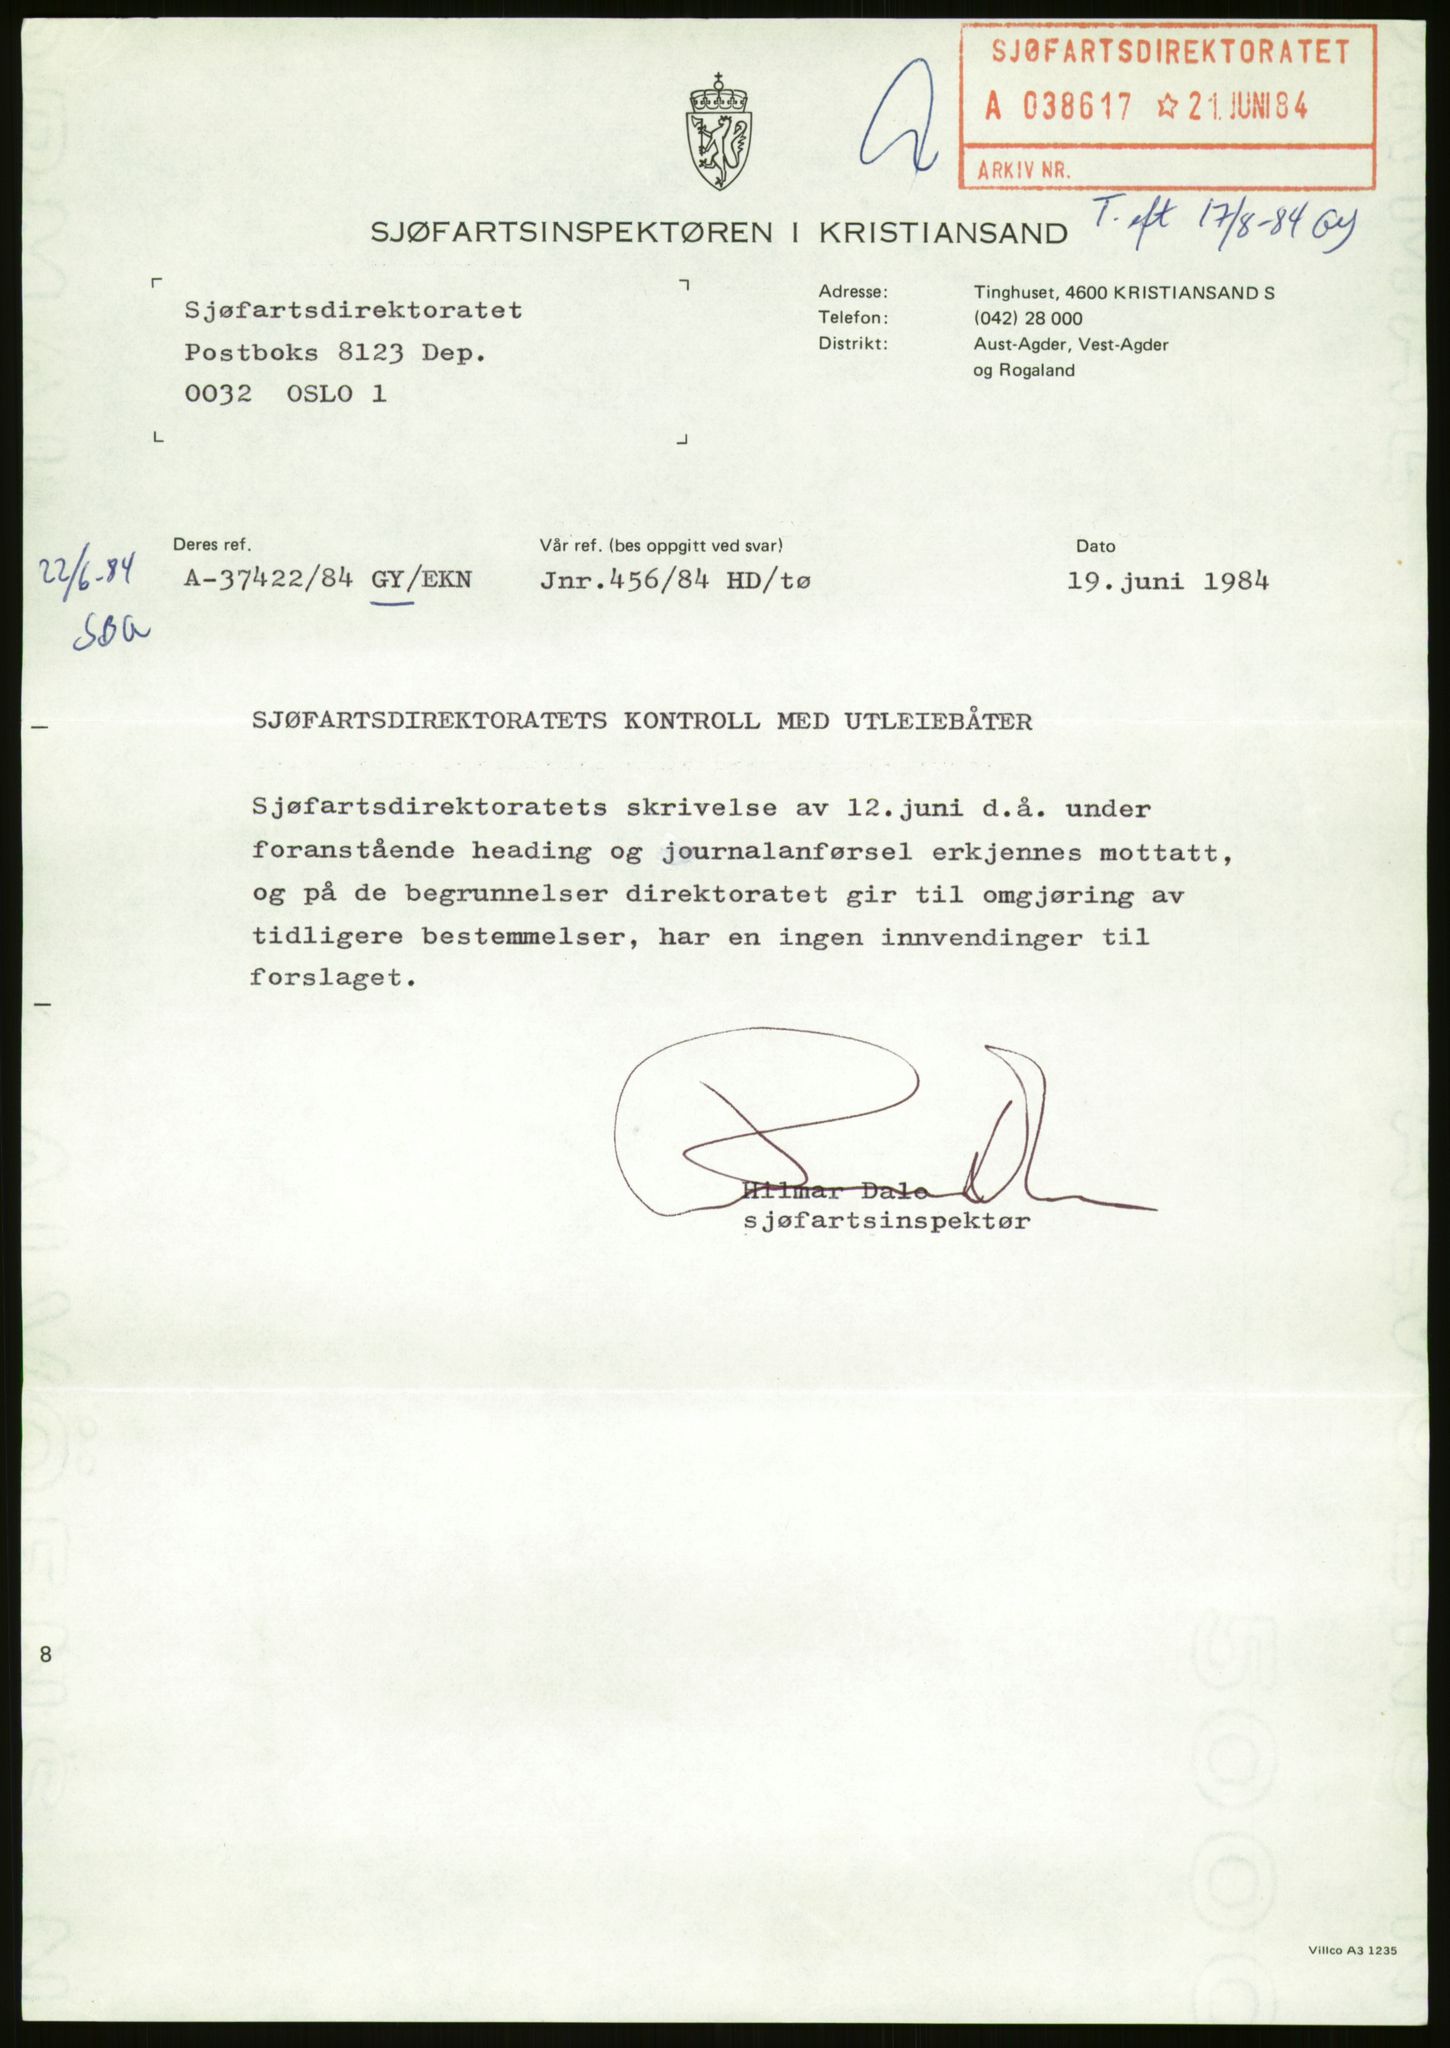 SJØFARTSDIREKTORATET
A 038617 ☆ 21. JUNI 84
ARKIV NR.
T. eft 17/8-84 GY
SJØFARTSINSPEKTØREN I KRISTIANSAND
Sjøfartsdirektoratet
Postboks 8123 Dep.
0032 OSLO 1
Adresse: Tinghuset, 4600 KRISTIANSAND S
Telefon: (042) 28 000
Distrikt: Aust-Agder, Vest-Agder
og Rogaland
22/6-84
Deres ref. Vår ref. (bes oppgitt ved svar) Dato
A-37422/84 GY/EKN Jnr.456/84 HD/tø 19.juni 1984
SJØFARTSDIREKTORATETS KONTROLL MED UTLEIEBÅTER
Sjøfartsdirektoratets skrivelse av 12.juni d.å. under
foranstående heading og journalanførsel erkjennes mottatt,
og på de begrunnelser direktoratet gir til omgjøring av
tidligere bestemmelser, har en ingen innvendinger til
forslaget.
Hilmar Dale
sjøfartsinspektør
8
Villco A3 1235